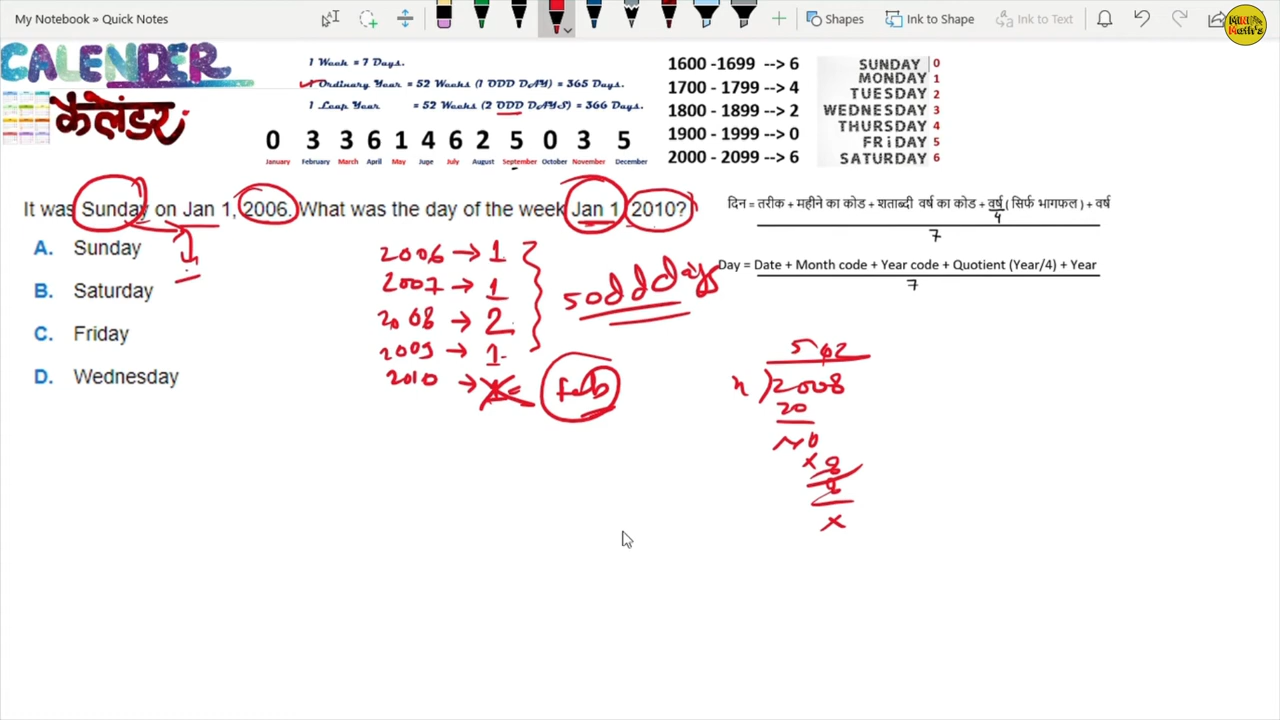 My Notebook » Quick Notes
Shapes
Ink to Shape
Ink to Text
MINI Math's
CALENDER
कैलेंडर
1 Week = 7 Days.
1 Ordinary Year = 52 Weeks (1 ODD DAY) = 365 Days.
1 Leap Year = 52 Weeks (2 ODD DAYS) = 366 Days.
0 3 3 6 1 4 6 2 5 0 3 5
January February March April May June July August September October November December
1600 -1699 --> 6
1700 - 1799 --> 4
1800 - 1899 --> 2
1900 - 1999 --> 0
2000 - 2099 --> 6
SUNDAY 0
MONDAY 1
TUESDAY 2
WEDNESDAY 3
THURSDAY 4
FRiDAY 5
SATURDAY 6
It was Sunday on Jan 1, 2006. What was the day of the week Jan 1 2010?
A. Sunday
B. Saturday
C. Friday
D. Wednesday
2006 → 1
2007 → 1
2008 → 2
2009 → 1
2010 →
5 odd days
Feb
दिन = तरीक + महीने का कोड + शताब्दी वर्ष का कोड + वर्ष ( सिर्फ भागफल ) + वर्ष
4
7
Day = Date + Month code + Year code + Quotient (Year/4) + Year
7
502
4 ) 2008
20
8
8
x